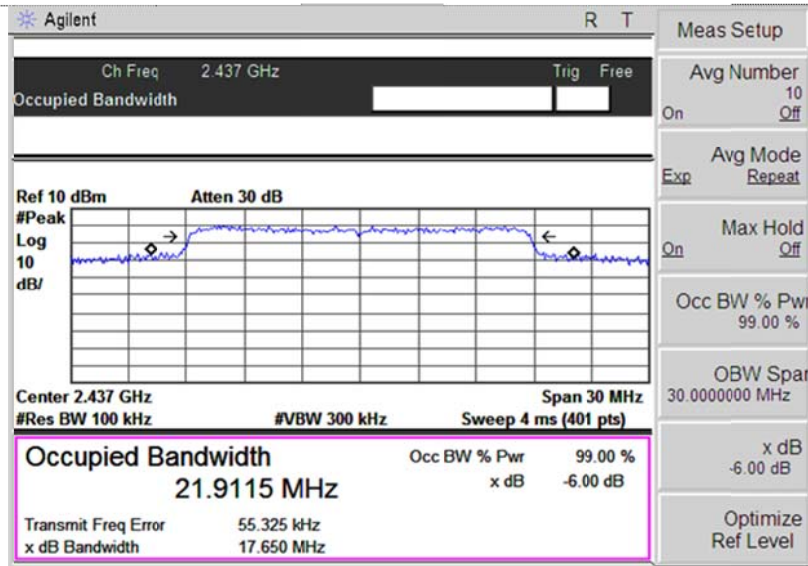 Agilent R T
Ch Freq 2.437 GHz Trig Free
Occupied Bandwidth
Ref 10 dBm Atten 30 dB
#Peak
Log
10
dB/
Center 2.437 GHz Span 30 MHz
#Res BW 100 kHz #VBW 300 kHz Sweep 4 ms (401 pts)
Occupied Bandwidth
21.9115 MHz
Occ BW % Pwr 99.00 %
x dB -6.00 dB
Transmit Freq Error 55.325 kHz
x dB Bandwidth 17.650 MHz
Meas Setup
Avg Number
10
On Off
Avg Mode
Exp Repeat
Max Hold
On Off
Occ BW % Pwr
99.00 %
OBW Span
30.0000000 MHz
x dB
-6.00 dB
Optimize
Ref Level